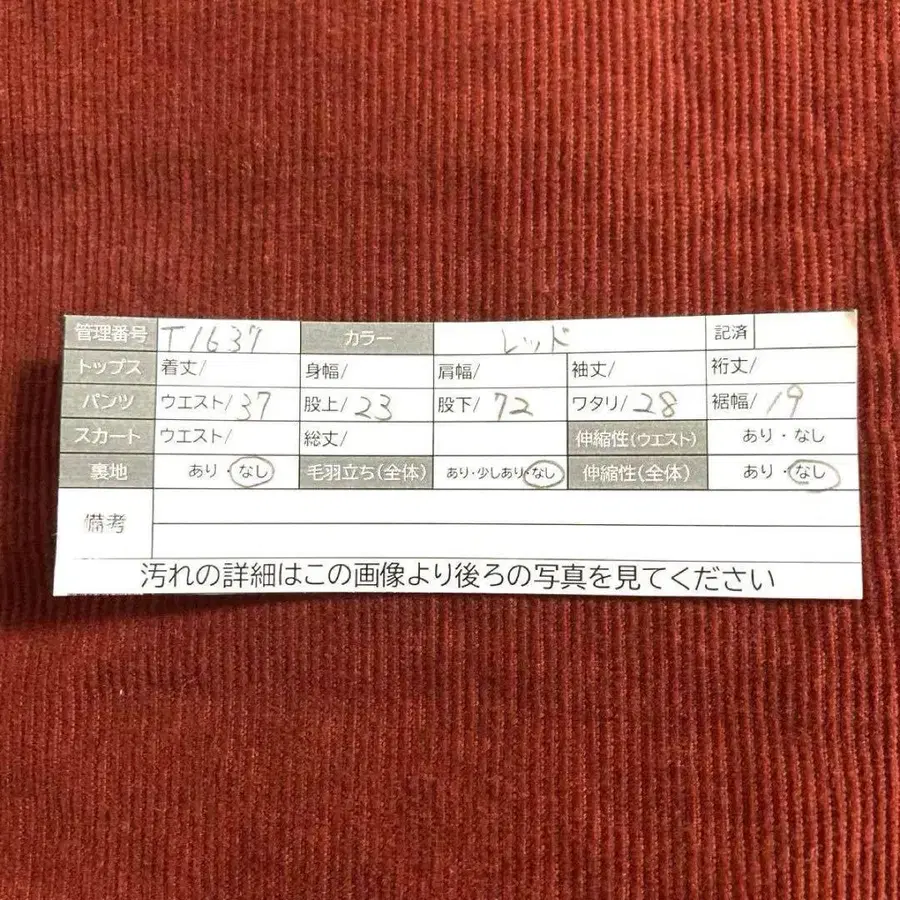 管理番号 T1637 カラー レッド 記済
トップス 着丈/ 身幅/ 肩幅/ 袖丈/ 裄丈/
パンツ ウエスト/37 股上/23 股下/72 ワタリ/28 裾幅/19
スカート ウエスト/ 総丈/ 伸縮性(ウエスト) あり・なし
裏地 あり・なし 毛羽立ち(全体) あり・少しあり・なし 伸縮性(全体) あり・なし
備考
汚れの詳細はこの画像より後ろの写真を見てください